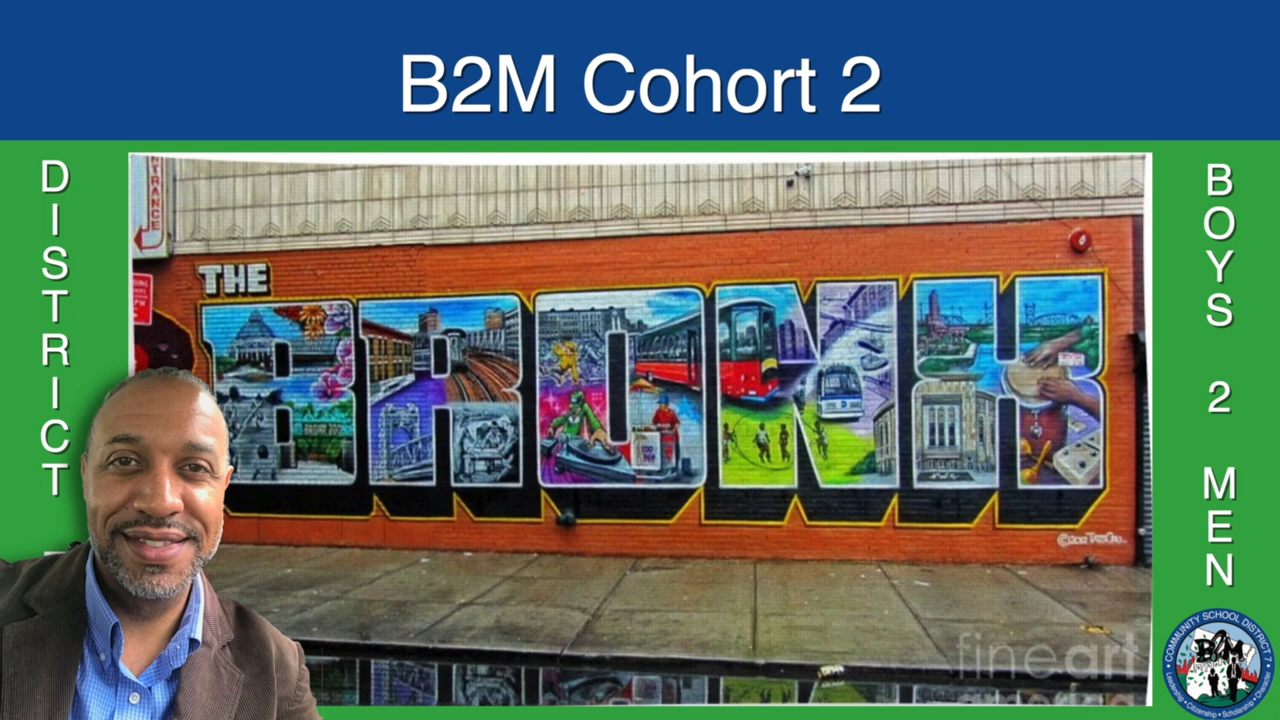 B2M Cohort 2
DISTRICT
BOYS 2 MEN
ENTRANCE
THE
BRONX
fineart
COMMUNITY SCHOOL DISTRICT 7
B2M
Leadership • Citizenship • Scholarship • Character